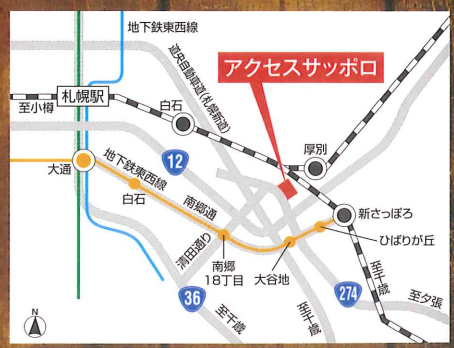 地下鉄東西線
道央自動車道(札幌新道)
アクセスサッポロ
札幌駅
至小樽
白石
厚別
12
大通
地下鉄東西線
白石
南郷通
新さっぽろ
ひばりが丘
清田通り
南郷
18丁目
大谷地
至千歳
36
至千歳
274
至夕張
至千歳
N